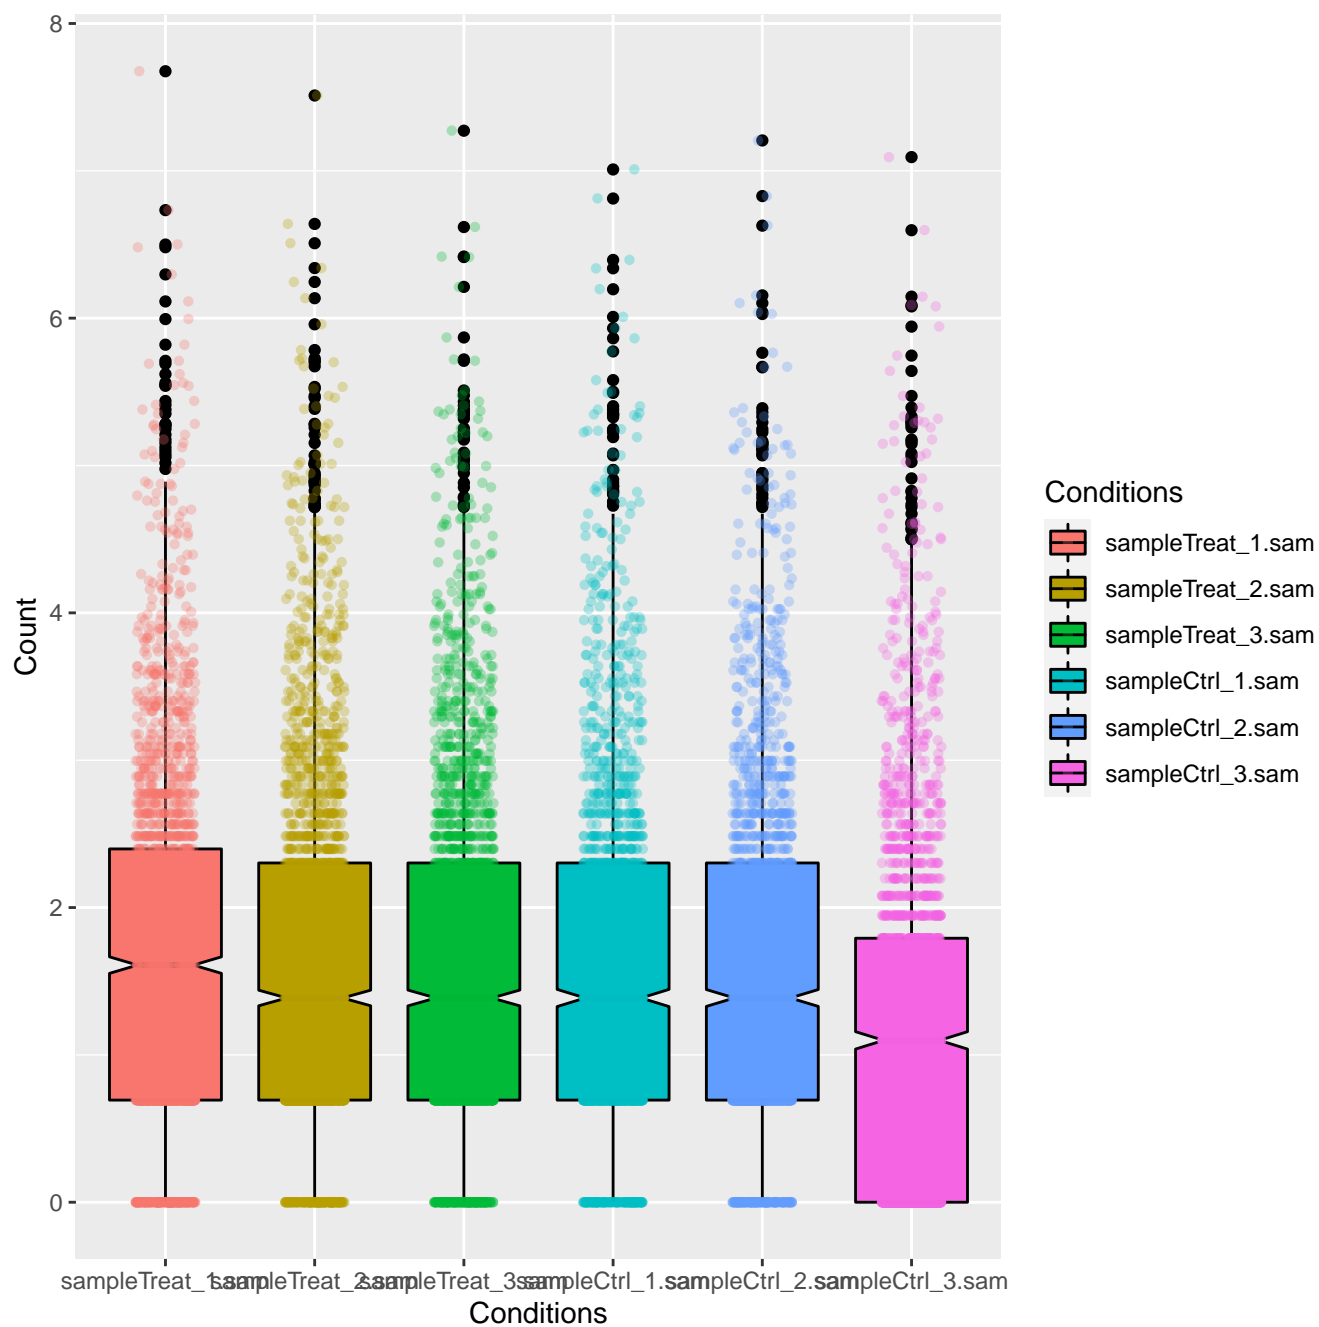 8
6
4
2
0
Count
sampleTreat_1.sam sampleTreat_2.sam sampleTreat_3.sam sampleCtrl_1.sam sampleCtrl_2.sam sampleCtrl_3.sam
Conditions
Conditions
sampleTreat_1.sam
sampleTreat_2.sam
sampleTreat_3.sam
sampleCtrl_1.sam
sampleCtrl_2.sam
sampleCtrl_3.sam